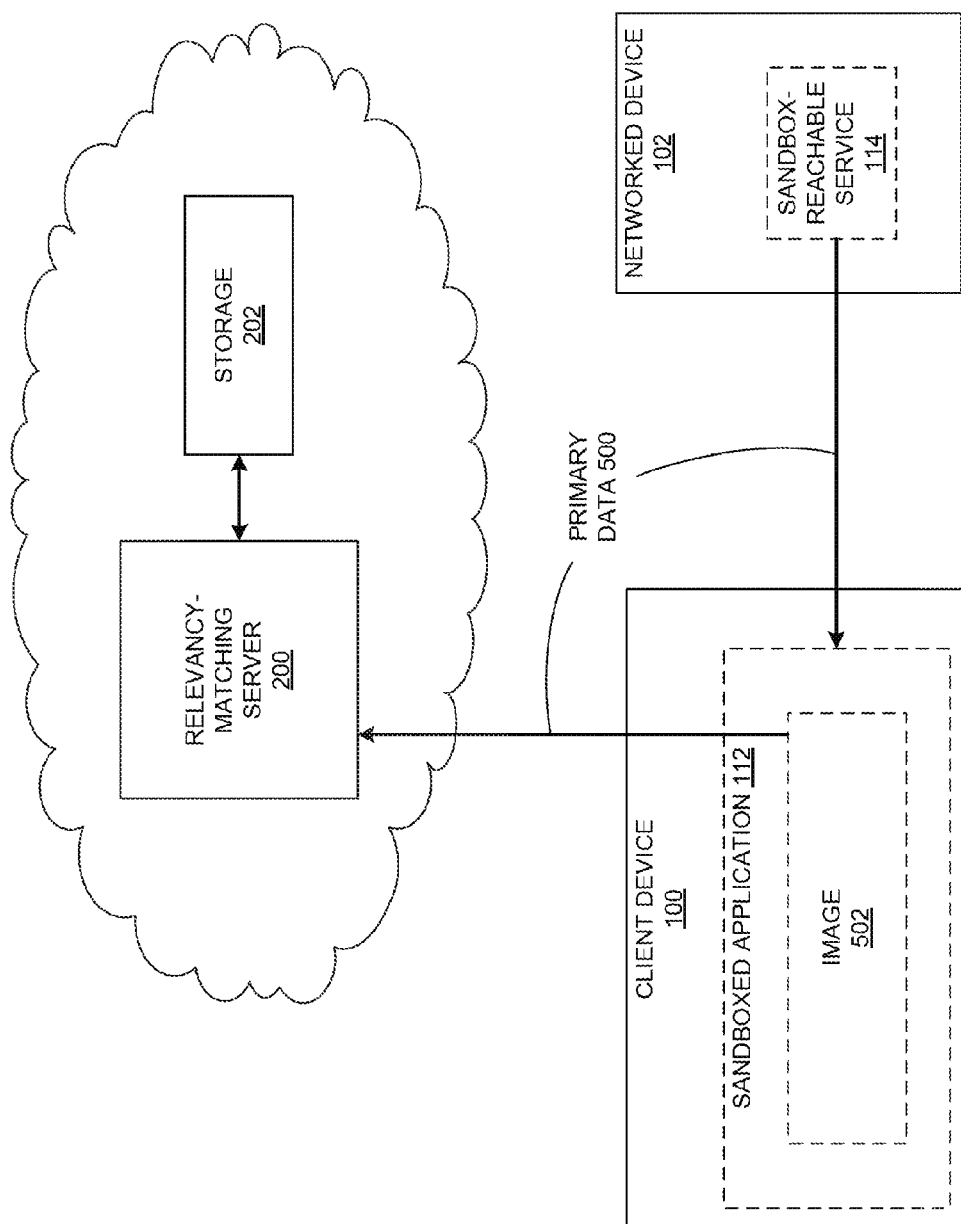 RELEVANCY-
MATCHING
SERVER
200
STORAGE
202
PRIMARY
DATA 500
CLIENT DEVICE
100
SANDBOXED APPLICATION 112
IMAGE
502
NETWORKED DEVICE
102
SANDBOX-
REACHABLE
SERVICE
114